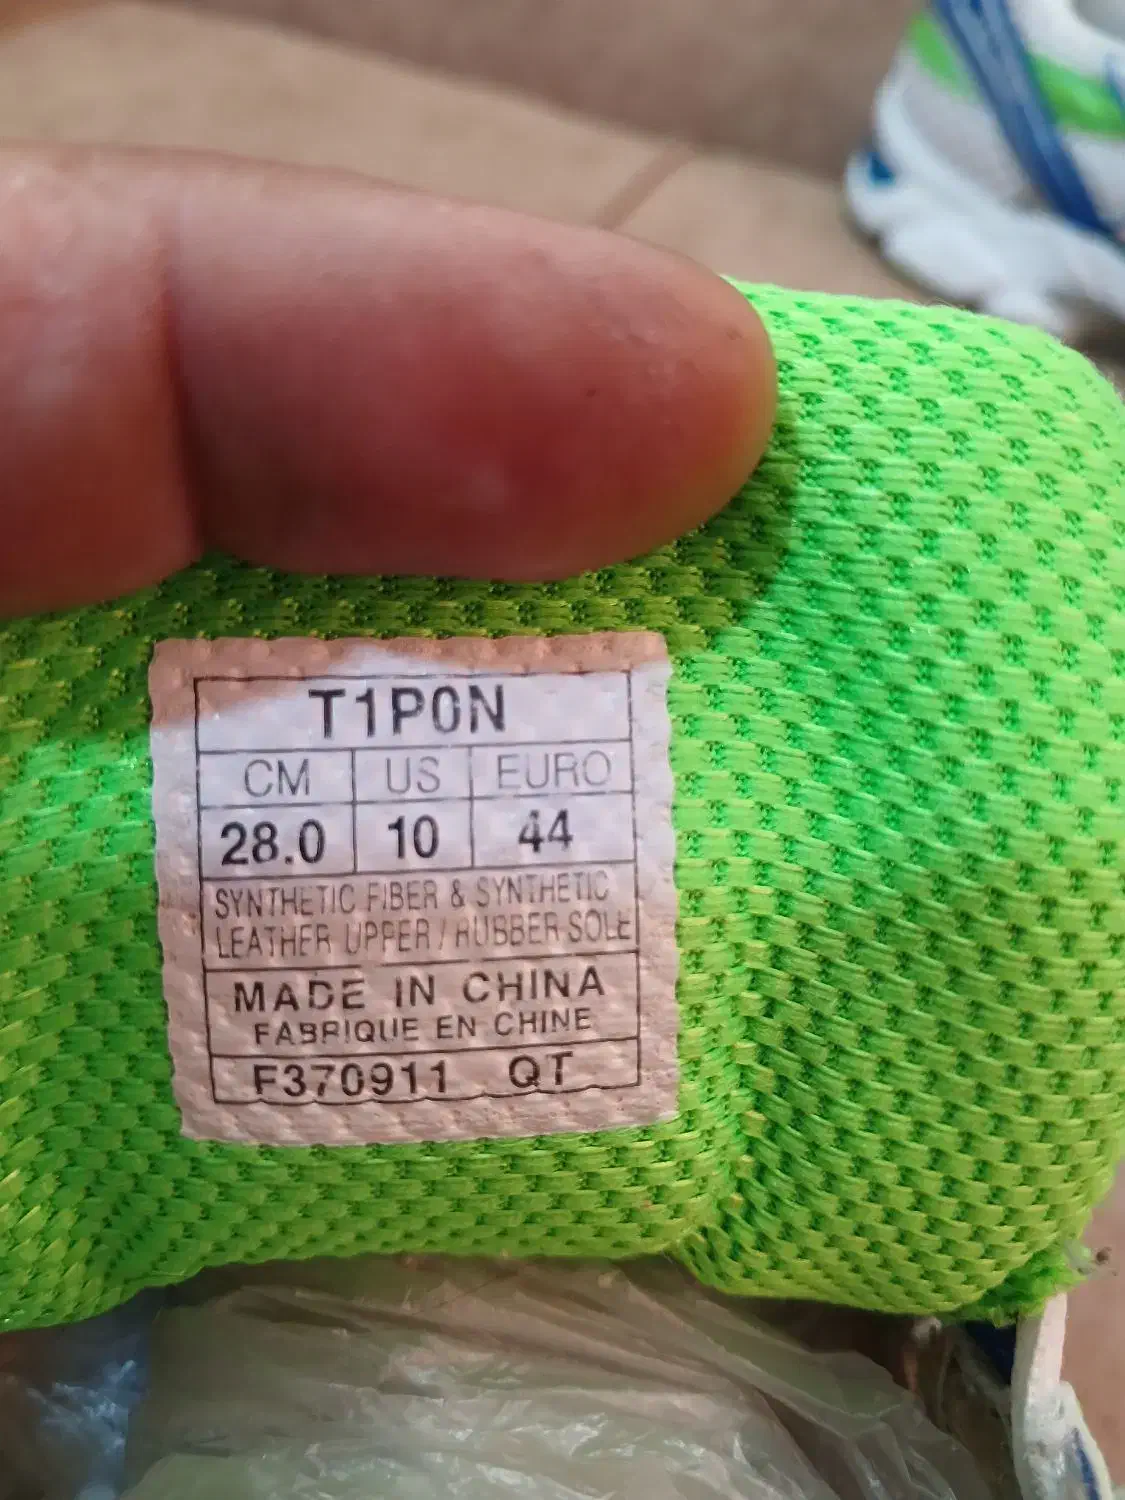 T1P0N
CM US EURO
28.0 10 44
SYNTHETIC FIBER & SYNTHETIC
LEATHER UPPER / RUBBER SOLE
MADE IN CHINA
FABRIQUE EN CHINE
F370911 QT